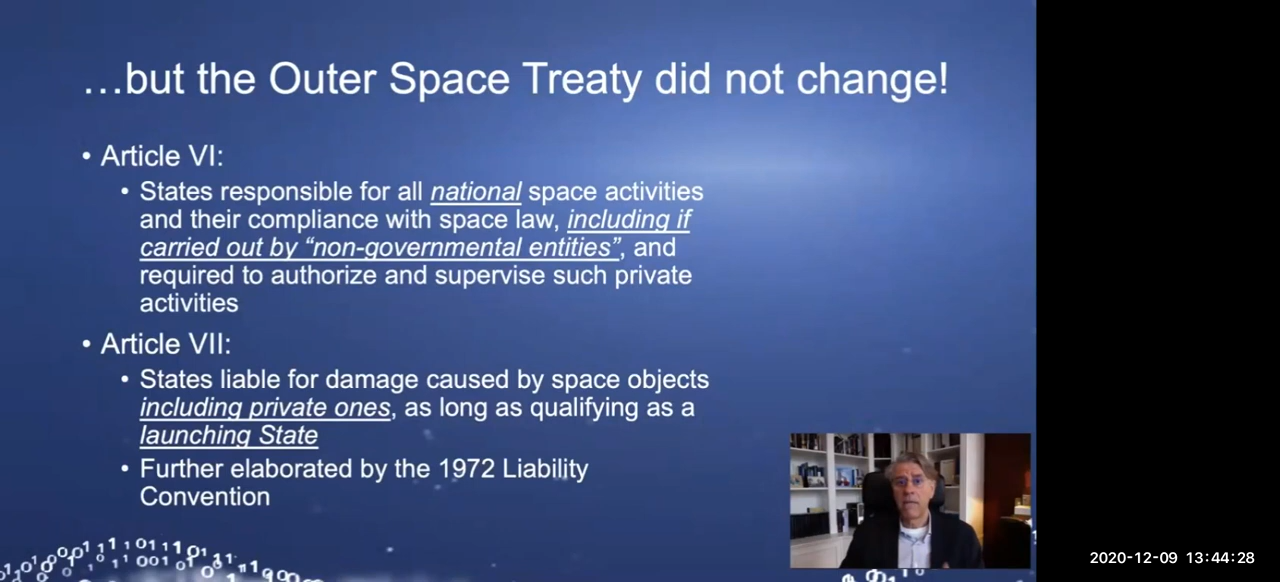 …but the Outer Space Treaty did not change!
• Article VI:
• States responsible for all national space activities
and their compliance with space law, including if
carried out by “non-governmental entities”, and
required to authorize and supervise such private
activities
• Article VII:
• States liable for damage caused by space objects
including private ones, as long as qualifying as a
launching State
• Further elaborated by the 1972 Liability
Convention
2020-12-09 13:44:28